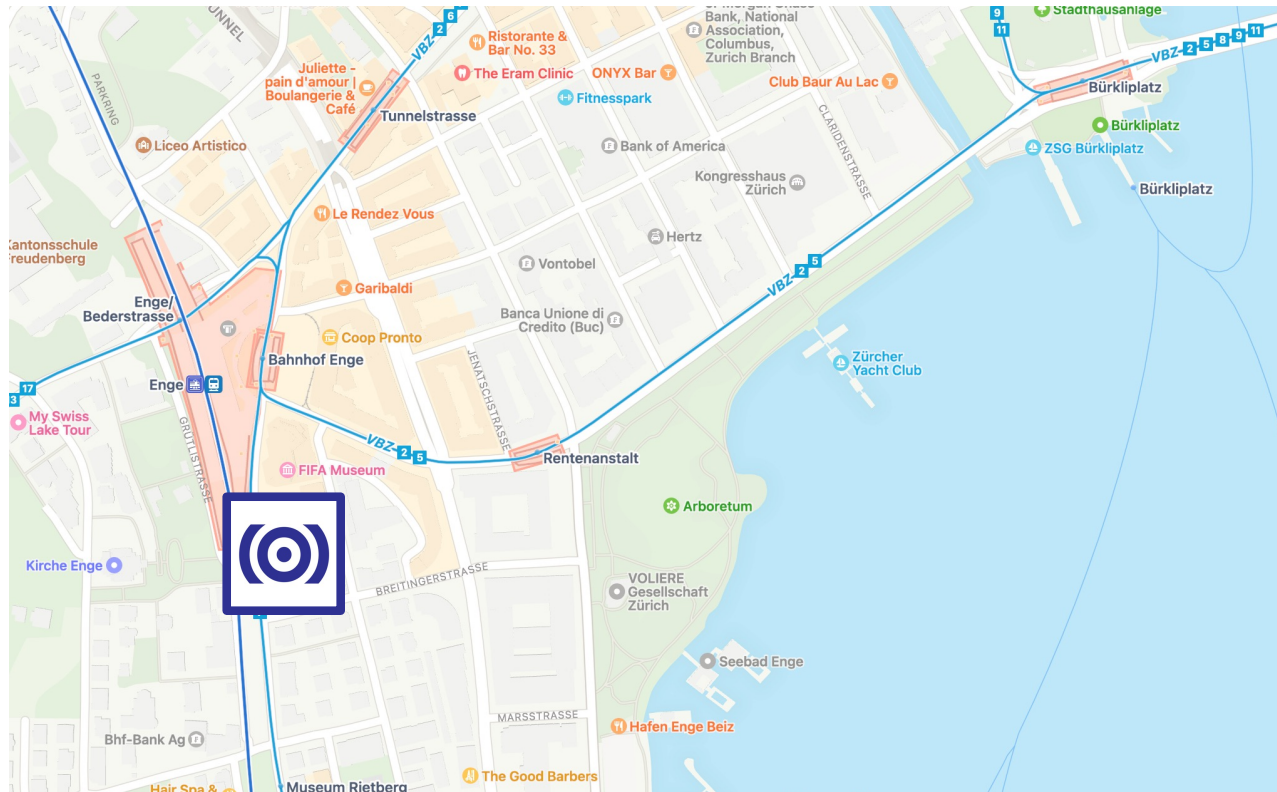 9
11
Stadthausanlage
6
2
VBZ
TUNNEL
Ristorante &
Bar No. 33
Bank, National
Association,
Columbus,
Zurich Branch
VBZ 2 5 8 9 11
Juliette -
pain d'amour |
Boulangerie &
Café
The Eram Clinic
ONYX Bar
Club Baur Au Lac
Bürkliplatz
Fitnesspark
PARKRING
Tunnelstrasse
CLARIDENSTRASSE
Bürkliplatz
Liceo Artistico
Bank of America
ZSG Bürkliplatz
Kongresshaus
Zürich
Bürkliplatz
Le Rendez Vous
Kantonsschule
Freudenberg
Hertz
Vontobel
VBZ 2 5
Garibaldi
Enge/
Bederstrasse
Banca Unione di
Credito (Buc)
Coop Pronto
Bahnhof Enge
Zürcher
Yacht Club
Enge
17
3
JENATSCHSTRASSE
My Swiss
Lake Tour
GRÜTLISTRASSE
VBZ 2 5
Rentenanstalt
FIFA Museum
Arboretum
Kirche Enge
BREITINGERSTRASSE
VOLIERE
Gesellschaft
Zürich
Seebad Enge
MARSSTRASSE
Hafen Enge Beiz
Bhf-Bank Ag
The Good Barbers
Hair Spa &
Museum Rietberg